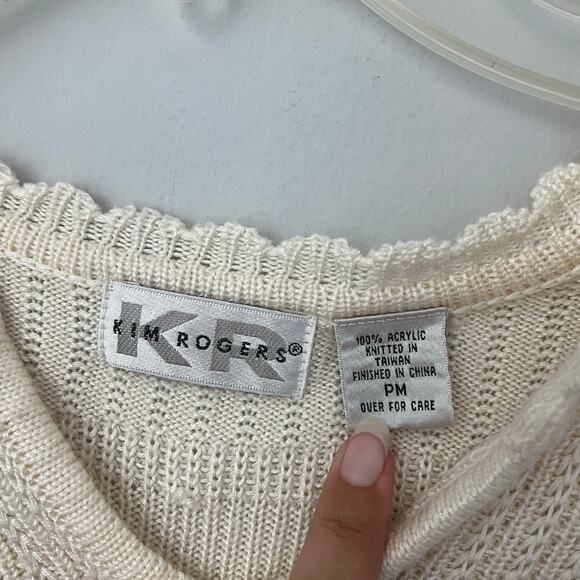 KR
KIM ROGERS®
100% ACRYLIC
KNITTED IN
TAIWAN
FINISHED IN CHINA
PM
OVER FOR CARE